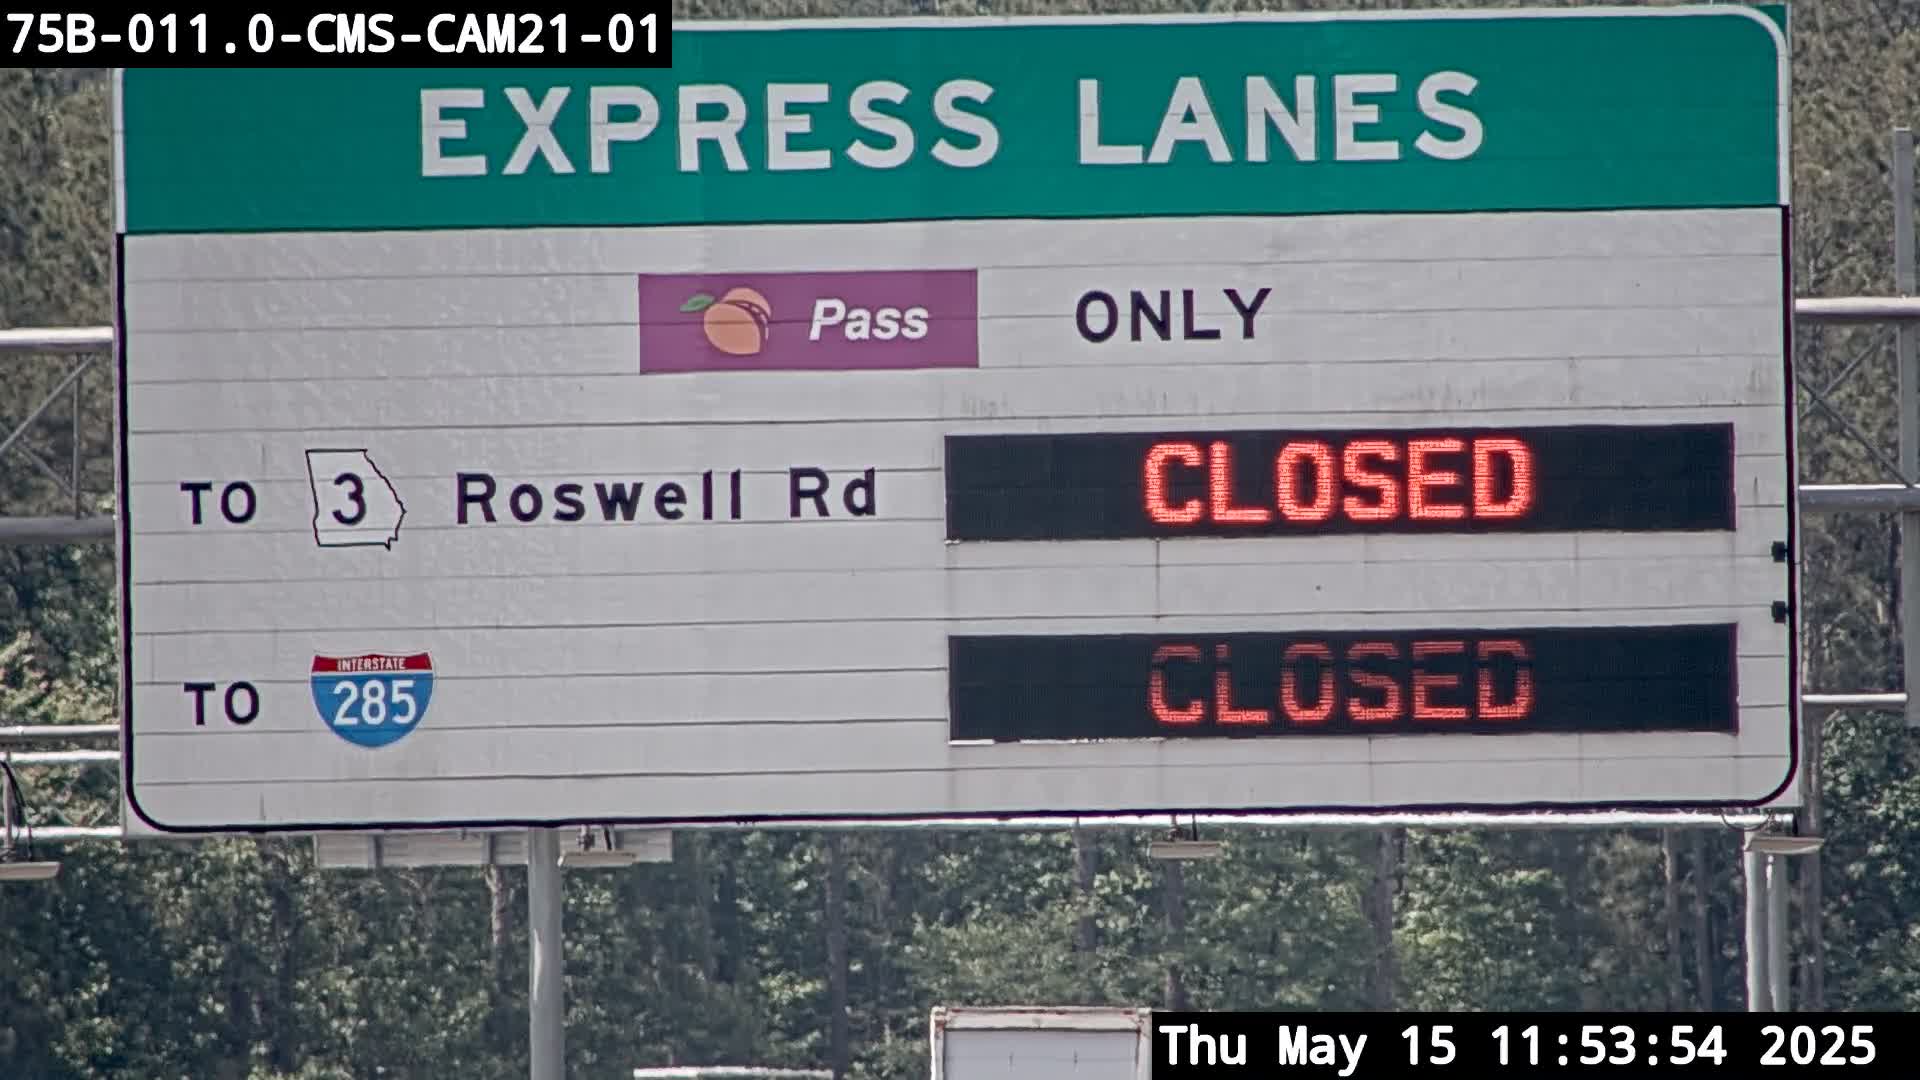 75B-011.0-CMS-CAM21-01
EXPRESS LANES
Pass ONLY
TO 3 Roswell Rd CLOSED
TO INTERSTATE 285 CLOSED
Thu May 15 11:53:54 2025